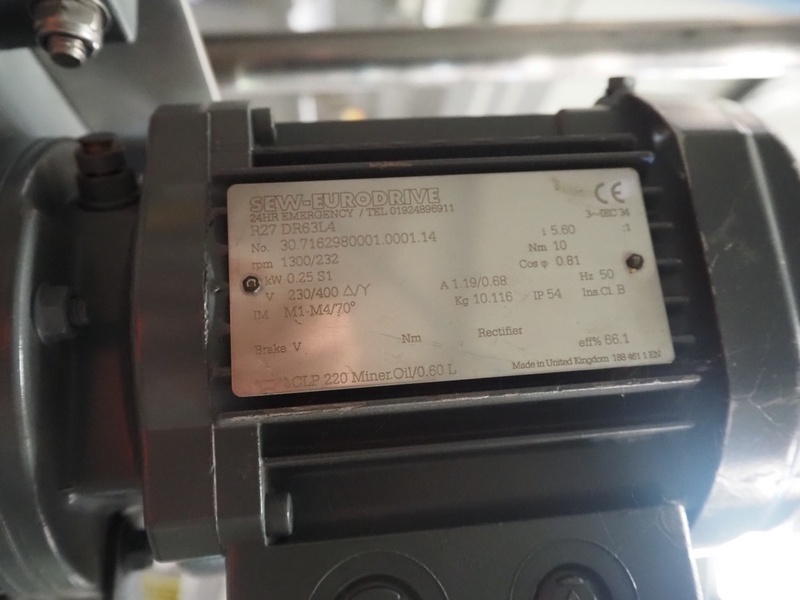 SEW-EURODRIVE
24HR EMERGENCY / TEL 01924896911
R27 DR63L4
3~ IEC 34
No. 30.7162980001.0001.14
i 5.60 :1
rpm 1300/232
Nm 10
kW 0.25 S1
Cos φ 0.81
Hz 50
V 230/400 △/Y
A 1.19/0.68
IM M1-M4/70°
Kg 10.116 IP 54 Ins.Cl. B
Brake V Nm Rectifier eff% 66.1
CLP 220 Miner.Oil/0.60 L
Made in United Kingdom 188 461 1 EN
CE